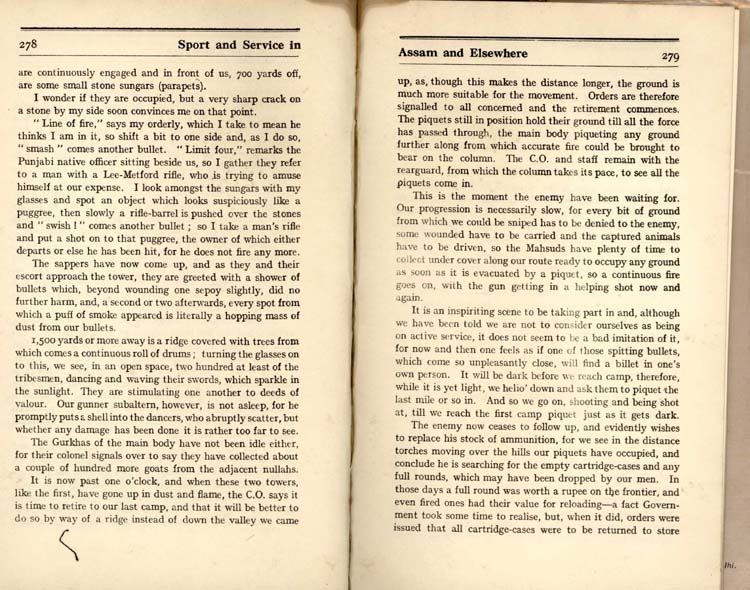 278
Sport and Service in
are continuously engaged and in front of us, 700 yards off,
are some small stone sungars (parapets).
I wonder if they are occupied, but a very sharp crack on
a stone by my side soon convinces me on that point.
“ Line of fire,” says my orderly, which I take to mean he
thinks I am in it, so shift a bit to one side and, as I do so,
“ smash ” comes another bullet. “ Limit four,” remarks the
Punjabi native officer sitting beside us, so I gather they refer
to a man with a Lee-Metford rifle, who is trying to amuse
himself at our expense. I look amongst the sungars with my
glasses and spot an object which looks suspiciously like a
puggree, then slowly a rifle-barrel is pushed over the stones
and “ swish ! ” comes another bullet ; so I take a man's rifle
and put a shot on to that puggree, the owner of which either
departs or else he has been hit, for he does not fire any more.
The sappers have now come up, and as they and their
escort approach the tower, they are greeted with a shower of
bullets which, beyond wounding one sepoy slightly, did no
further harm, and, a second or two afterwards, every spot from
which a puff of smoke appeared is literally a hopping mass of
dust from our bullets.
1,500 yards or more away is a ridge covered with trees from
which comes a continuous roll of drums ; turning the glasses on
to this, we see, in an open space, two hundred at least of the
tribesmen, dancing and waving their swords, which sparkle in
the sunlight. They are stimulating one another to deeds of
valour. Our gunner subaltern, however, is not asleep, for he
promptly puts a shell into the dancers, who abruptly scatter, but
whether any damage has been done it is rather too far to see.
The Gurkhas of the main body have not been idle either,
for their colonel signals over to say they have collected about
a couple of hundred more goats from the adjacent nullahs.
It is now past one o'clock, and when these two towers,
like the first, have gone up in dust and flame, the C.O. says it
is time to retire to our last camp, and that it will be better to
do so by way of a ridge instead of down the valley we came
Assam and Elsewhere
279
up, as, though this makes the distance longer, the ground is
much more suitable for the movement. Orders are therefore
signalled to all concerned and the retirement commences.
The piquets still in position hold their ground till all the force
has passed through, the main body piqueting any ground
further along from which accurate fire could be brought to
bear on the column. The C.O. and staff remain with the
rearguard, from which the column takes its pace, to see all the
piquets come in.
This is the moment the enemy have been waiting for.
Our progression is necessarily slow, for every bit of ground
from which we could be sniped has to be denied to the enemy,
some wounded have to be carried and the captured animals
have to be driven, so the Mahsuds have plenty of time to
collect under cover along our route ready to occupy any ground
as soon as it is evacuated by a piquet, so a continuous fire
goes on, with the gun getting in a helping shot now and
again.
It is an inspiriting scene to be taking part in and, although
we have been told we are not to consider ourselves as being
on active service, it does not seem to be a bad imitation of it,
for now and then one feels as if one of those spitting bullets,
which come so unpleasantly close, will find a billet in one's
own person. It will be dark before we reach camp, therefore,
while it is yet light, we helio' down and ask them to piquet the
last mile or so in. And so we go on, shooting and being shot
at, till we reach the first camp piquet just as it gets dark.
The enemy now ceases to follow up, and evidently wishes
to replace his stock of ammunition, for we see in the distance
torches moving over the hills our piquets have occupied, and
conclude he is searching for the empty cartridge-cases and any
full rounds, which may have been dropped by our men. In
those days a full round was worth a rupee on the frontier, and
even fired ones had their value for reloading—a fact Govern-
ment took some time to realise, but, when it did, orders were
issued that all cartridge-cases were to be returned to store
lhi.